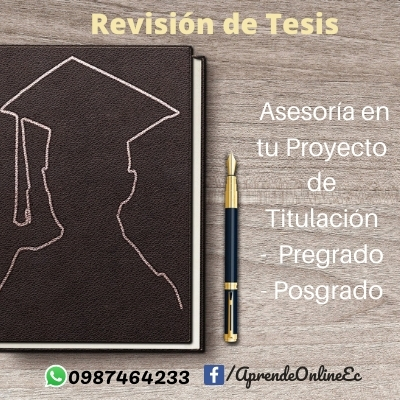 Revisión de Tesis
Asesoría en
tu Proyecto
de
Titulación
- Pregrado
- Posgrado
0987464233 /AprendeOnlineEc